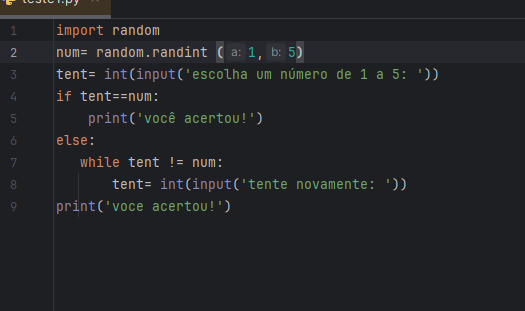 teste1.py
1 import random
2 num= random.randint (a: 1, b: 5)
3 tent= int(input('escolha um número de 1 a 5: '))
4 if tent==num:
5     print('você acertou!')
6 else:
7    while tent != num:
8        tent= int(input('tente novamente: '))
9 print('voce acertou!')